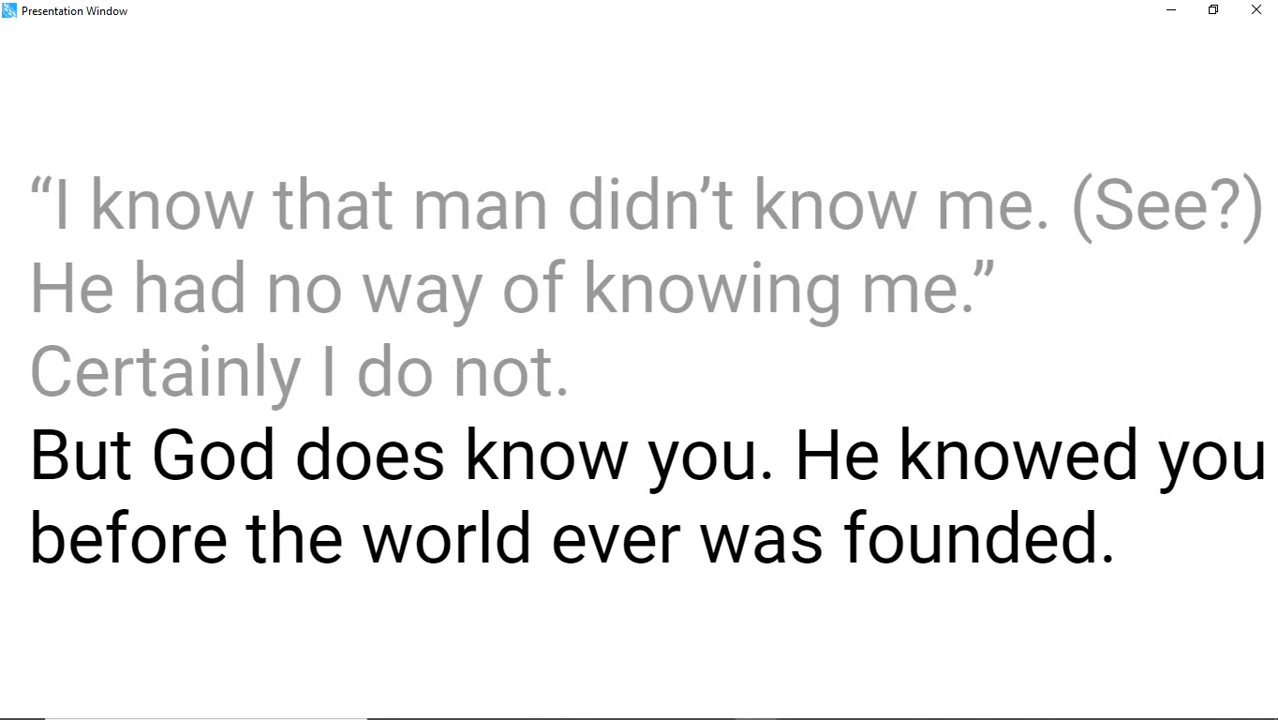 Presentation Window
“I know that man didn’t know me. (See?)
He had no way of knowing me.”
Certainly I do not.
But God does know you. He knowed you
before the world ever was founded.